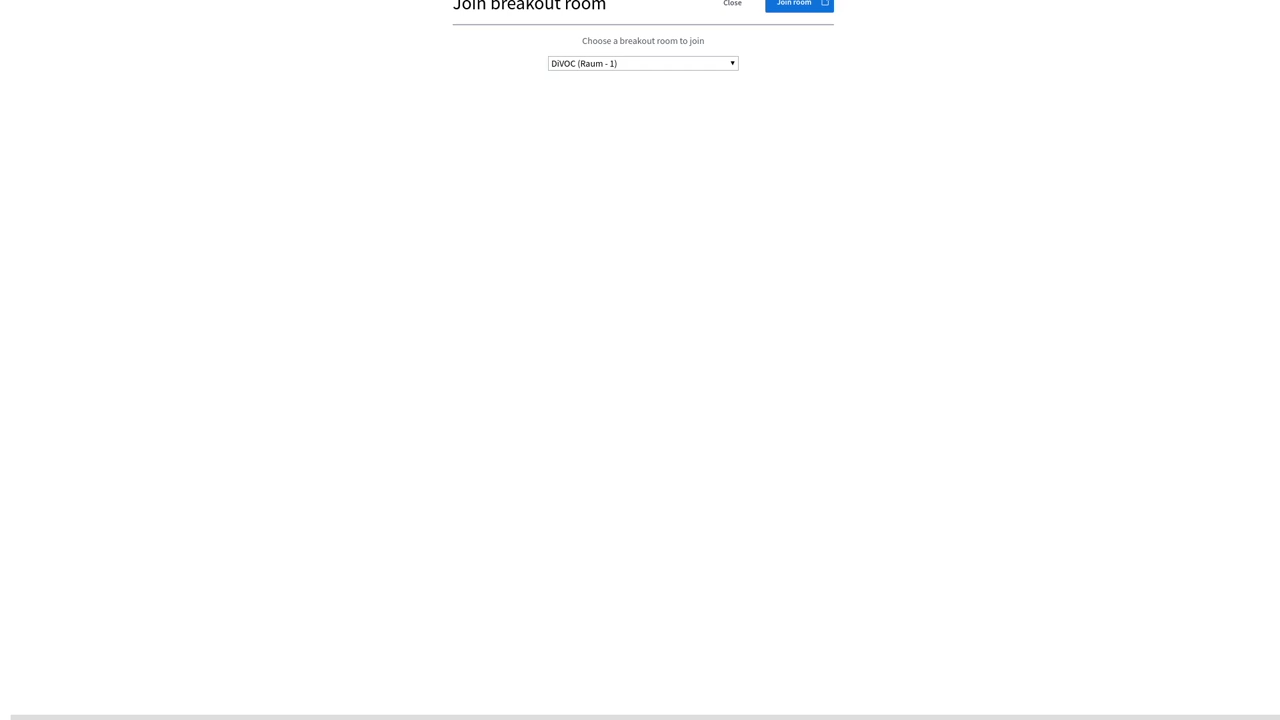 Join breakout room
Close
Join room
Choose a breakout room to join
DiVOC (Raum - 1)